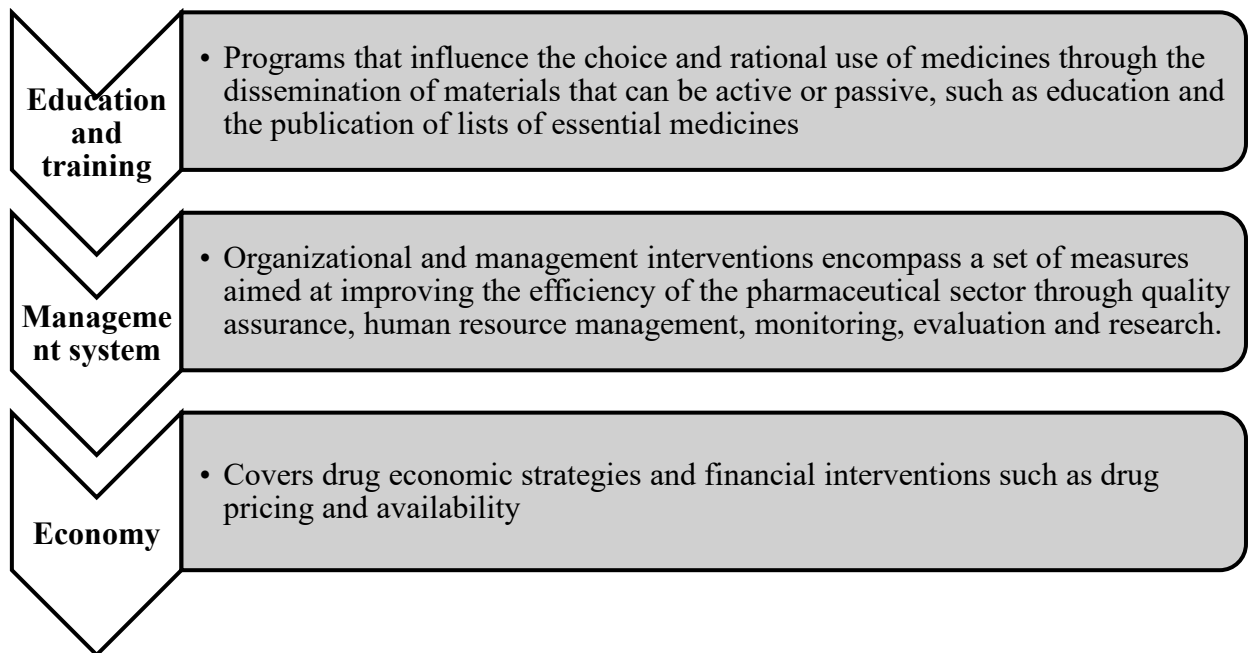 Education
and
training
• Programs that influence the choice and rational use of medicines through the
dissemination of materials that can be active or passive, such as education and
the publication of lists of essential medicines
Manageme
nt system
• Organizational and management interventions encompass a set of measures
aimed at improving the efficiency of the pharmaceutical sector through quality
assurance, human resource management, monitoring, evaluation and research.
Economy
• Covers drug economic strategies and financial interventions such as drug
pricing and availability